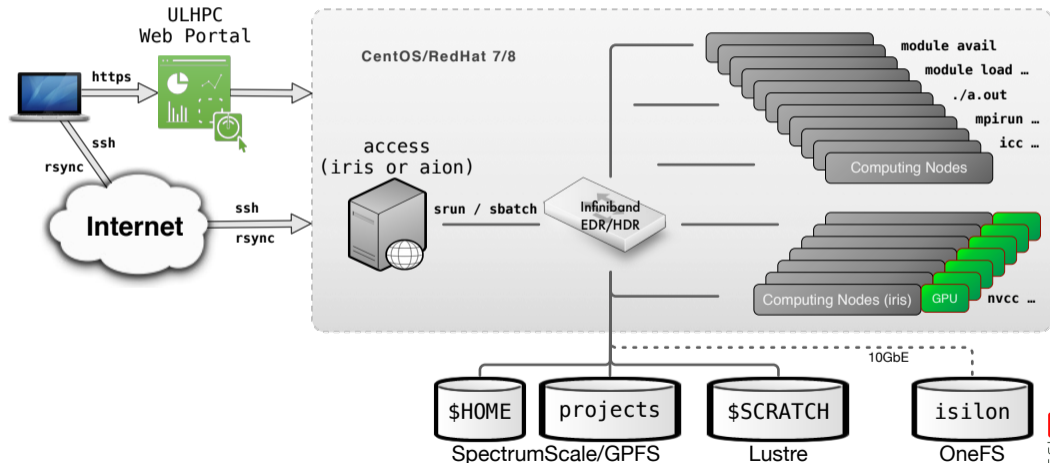 ULHPC
Web Portal
https
ssh
rsync
Internet
ssh
rsync
CentOS/RedHat 7/8
access
(iris or aion)
srun / sbatch
Infiniband
EDR/HDR
module avail
module load …
./a.out
mpirun …
icc …
Computing Nodes
Computing Nodes (iris)
GPU
nvcc …
10GbE
$HOME
projects
$SCRATCH
isilon
SpectrumScale/GPFS
Lustre
OneFS